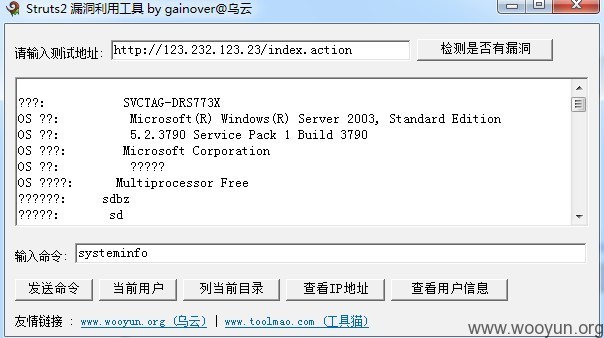 Struts2 漏洞利用工具 by gainover@乌云
请输入测试地址: http://123.232.123.23/index.action 检测是否有漏洞
???: SVCTAG-DRS773X
OS ??: Microsoft(R) Windows(R) Server 2003, Standard Edition
OS ??: 5.2.3790 Service Pack 1 Build 3790
OS ???: Microsoft Corporation
OS ??: ?????
OS ????: Multiprocessor Free
??????: sdbz
?????: sd
输入命令: systeminfo
发送命令 当前用户 列当前目录 查看IP地址 查看用户信息
友情链接 : www.wooyun.org (乌云) | www.toolmao.com (工具猫)
www.wooyun.org